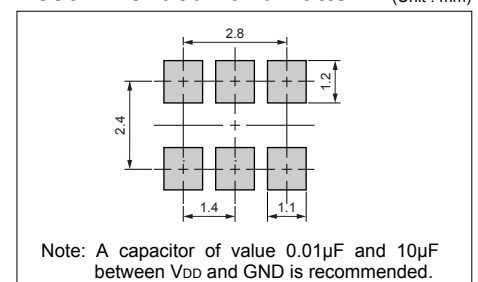 (Unit : mm)
2.8
1.2
2.4
1.4
1.1
Note: A capacitor of value 0.01µF and 10µF
between VDD and GND is recommended.